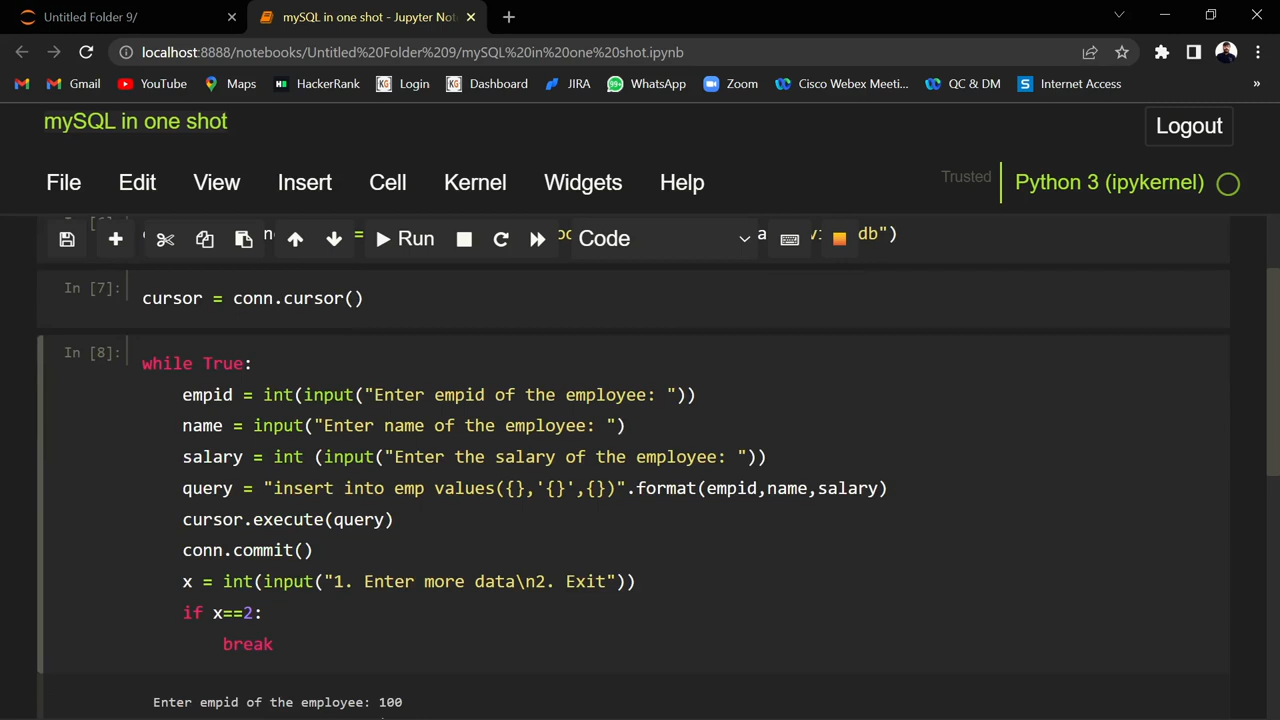 Untitled Folder 9/
mySQL in one shot - Jupyter Not
localhost:8888/notebooks/Untitled%20Folder%209/mySQL%20in%20one%20shot.ipynb
Gmail YouTube Maps HackerRank Login Dashboard JIRA WhatsApp Zoom Cisco Webex Meeti... QC & DM Internet Access »
mySQL in one shot
Logout
File Edit View Insert Cell Kernel Widgets Help
Trusted
Python 3 (ipykernel)
Run
Code
db")
In [7]:
cursor = conn.cursor()
In [8]:
while True:
empid = int(input("Enter empid of the employee: "))
name = input("Enter name of the employee: ")
salary = int (input("Enter the salary of the employee: "))
query = "insert into emp values({},'{}',{})".format(empid,name,salary)
cursor.execute(query)
conn.commit()
x = int(input("1. Enter more data\n2. Exit"))
if x==2:
break
Enter empid of the employee: 100